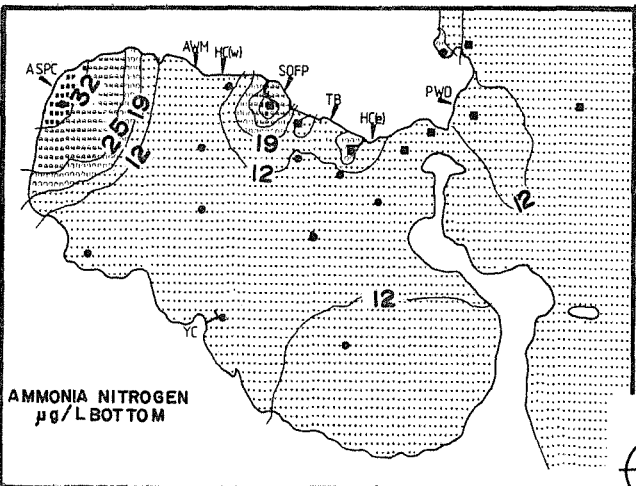 AWM
HC(w)
ASPC
SOFP
TB
HC(e)
PWD
32
25
19
12
19
12
12
12
YC
AMMONIA NITROGEN
µg/L BOTTOM